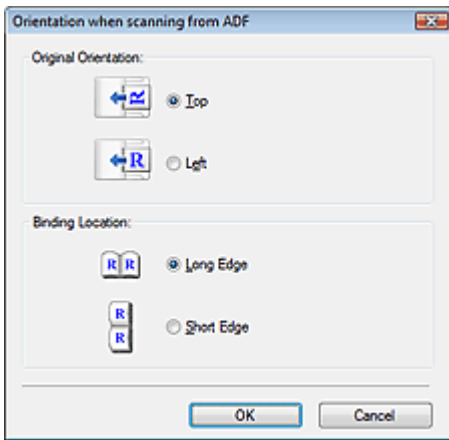 Orientation when scanning from ADF
Original Orientation:
R
Top
R
Left
Binding Location:
R R
Long Edge
R
R
Short Edge
OK
Cancel